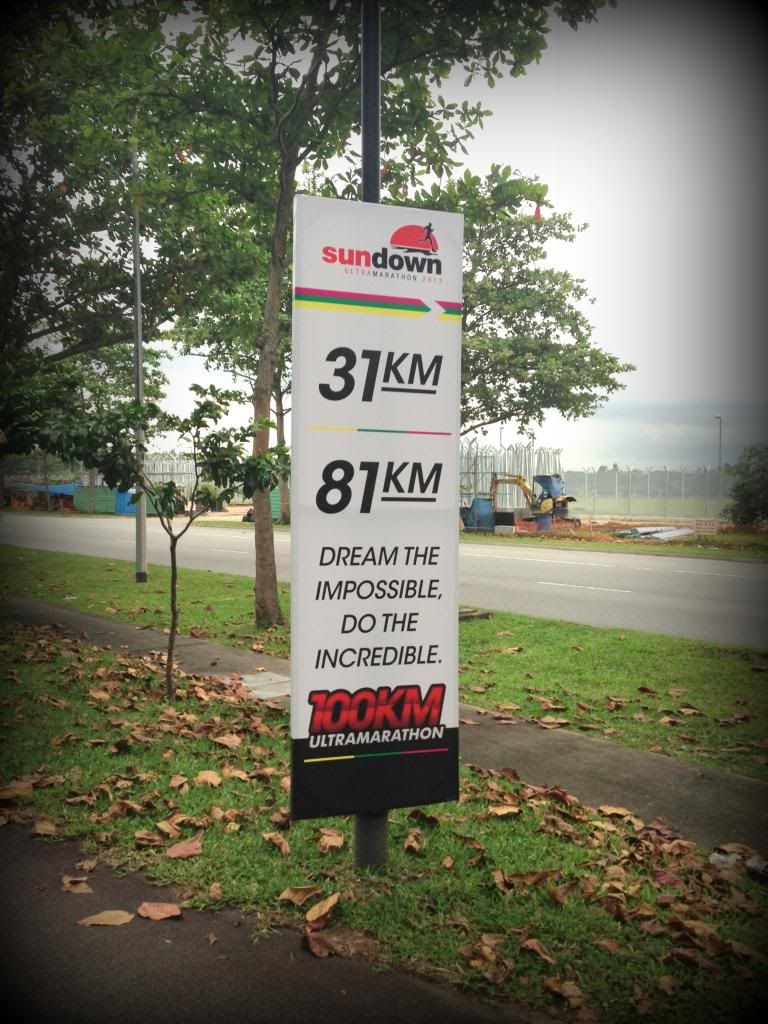 sundown
ULTRAMARATHON 2013
31KM
81KM
DREAM THE
IMPOSSIBLE,
DO THE
INCREDIBLE.
100KM
ULTRAMARATHON